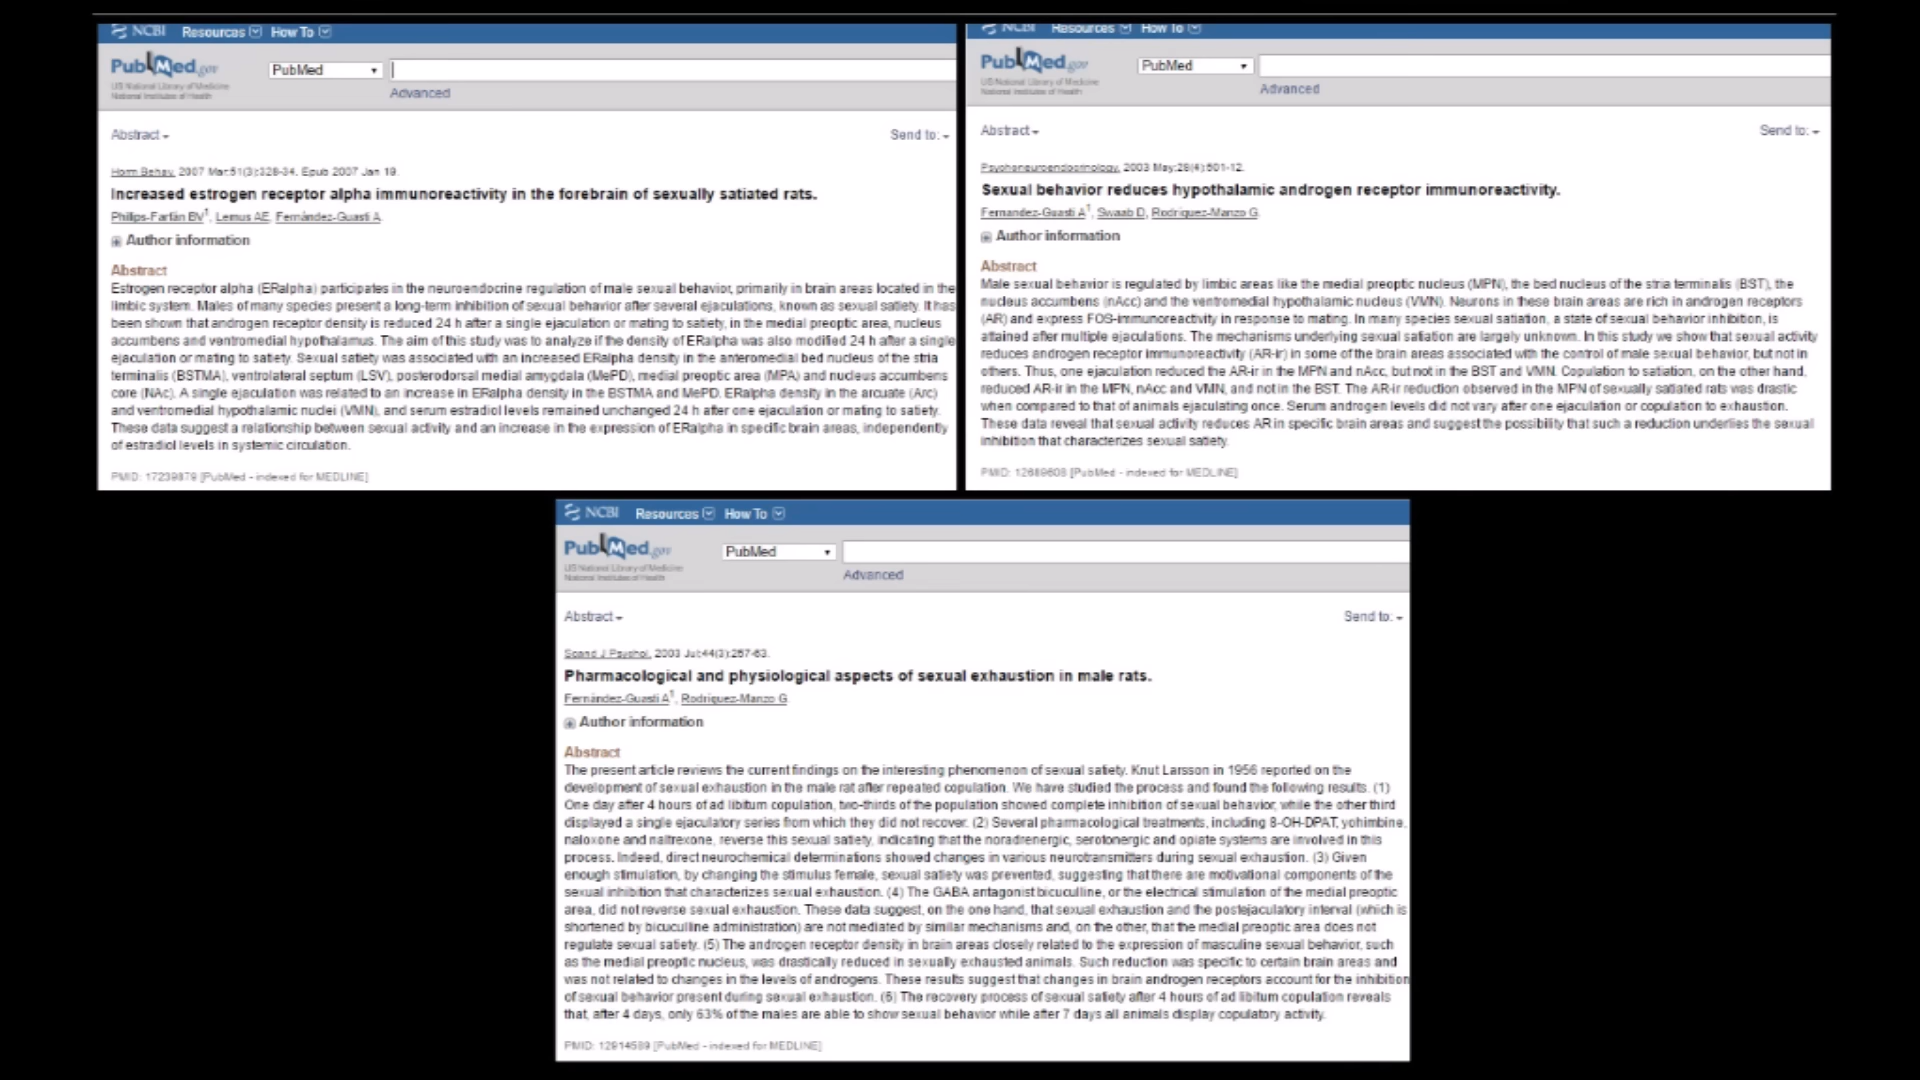 NCBI Resources How To
PubMed.gov
US National Library of Medicine
National Institutes of Health
PubMed
Advanced
Abstract
Send to:
Horm Behav. 2007 Mar;51(3):328-34. Epub 2007 Jan 19.
Increased estrogen receptor alpha immunoreactivity in the forebrain of sexually satiated rats.
Phillips-Farfán BV1, Lemus AE, Fernández-Guasti A.
Author information
Abstract
Estrogen receptor alpha (ERalpha) participates in the neuroendocrine regulation of male sexual behavior, primarily in brain areas located in the
limbic system. Males of many species present a long-term inhibition of sexual behavior after several ejaculations, known as sexual satiety. It has
been shown that androgen receptor density is reduced 24 h after a single ejaculation or mating to satiety, in the medial preoptic area, nucleus
accumbens and ventromedial hypothalamus. The aim of this study was to analyze if the density of ERalpha was also modified 24 h after a single
ejaculation or mating to satiety. Sexual satiety was associated with an increased ERalpha density in the anteromedial bed nucleus of the stria
terminalis (BSTMA), ventrolateral septum (LSV), posterodorsal medial amygdala (MePD), medial preoptic area (MPA) and nucleus accumbens
core (NAc). A single ejaculation was related to an increase in ERalpha density in the BSTMA and MePD. ERalpha density in the arcuate (Arc)
and ventromedial hypothalamic nuclei (VMN), and serum estradiol levels remained unchanged 24 h after one ejaculation or mating to satiety.
These data suggest a relationship between sexual activity and an increase in the expression of ERalpha in specific brain areas, independently
of estradiol levels in systemic circulation.
PMID: 17239879 [PubMed - indexed for MEDLINE]
NCBI Resources How To
PubMed.gov
US National Library of Medicine
National Institutes of Health
PubMed
Advanced
Abstract
Send to:
Psychoneuroendocrinology. 2003 May;28(4):501-12.
Sexual behavior reduces hypothalamic androgen receptor immunoreactivity.
Fernandez-Guasti A1, Swaab D, Rodríguez-Manzo G.
Author information
Abstract
Male sexual behavior is regulated by limbic areas like the medial preoptic nucleus (MPN), the bed nucleus of the stria terminalis (BST), the
nucleus accumbens (nAcc) and the ventromedial hypothalamic nucleus (VMN). Neurons in these brain areas are rich in androgen receptors
(AR) and express FOS-immunoreactivity in response to mating. In many species sexual satiation, a state of sexual behavior inhibition, is
attained after multiple ejaculations. The mechanisms underlying sexual satiation are largely unknown. In this study we show that sexual activity
reduces androgen receptor immunoreactivity (AR-ir) in some of the brain areas associated with the control of male sexual behavior, but not in
others. Thus, one ejaculation reduced the AR-ir in the MPN and nAcc, but not in the BST and VMN. Copulation to satiation, on the other hand,
reduced AR-ir in the MPN, nAcc and VMN, and not in the BST. The AR-ir reduction observed in the MPN of sexually satiated rats was drastic
when compared to that of animals ejaculating once. Serum androgen levels did not vary after one ejaculation or copulation to exhaustion.
These data reveal that sexual activity reduces AR in specific brain areas and suggest the possibility that such a reduction underlies the sexual
inhibition that characterizes sexual satiety.
PMID: 12689608 [PubMed - indexed for MEDLINE]
NCBI Resources How To
PubMed.gov
US National Library of Medicine
National Institutes of Health
PubMed
Advanced
Abstract
Send to:
Scand J Psychol. 2003 Jul;44(3):257-63.
Pharmacological and physiological aspects of sexual exhaustion in male rats.
Fernández-Guasti A1, Rodríguez-Manzo G.
Author information
Abstract
The present article reviews the current findings on the interesting phenomenon of sexual satiety. Knut Larsson in 1956 reported on the
development of sexual exhaustion in the male rat after repeated copulation. We have studied the process and found the following results. (1)
One day after 4 hours of ad libitum copulation, two-thirds of the population showed complete inhibition of sexual behavior, while the other third
displayed a single ejaculatory series from which they did not recover. (2) Several pharmacological treatments, including 8-OH-DPAT, yohimbine,
naloxone and naltrexone, reverse this sexual satiety, indicating that the noradrenergic, serotonergic and opiate systems are involved in this
process. Indeed, direct neurochemical determinations showed changes in various neurotransmitters during sexual exhaustion. (3) Given
enough stimulation, by changing the stimulus female, sexual satiety was prevented, suggesting that there are motivational components of the
sexual inhibition that characterizes sexual exhaustion. (4) The GABA antagonist bicuculline, or the electrical stimulation of the medial preoptic
area, did not reverse sexual exhaustion. These data suggest, on the one hand, that sexual exhaustion and the postejaculatory interval (which is
shortened by bicuculline administration) are not mediated by similar mechanisms and, on the other, that the medial preoptic area does not
regulate sexual satiety. (5) The androgen receptor density in brain areas closely related to the expression of masculine sexual behavior, such
as the medial preoptic nucleus, was drastically reduced in sexually exhausted animals. Such reduction was specific to certain brain areas and
was not related to changes in the levels of androgens. These results suggest that changes in brain androgen receptors account for the inhibition
of sexual behavior present during sexual exhaustion. (6) The recovery process of sexual satiety after 4 hours of ad libitum copulation reveals
that, after 4 days, only 63% of the males are able to show sexual behavior while after 7 days all animals display copulatory activity.
PMID: 12914589 [PubMed - indexed for MEDLINE]